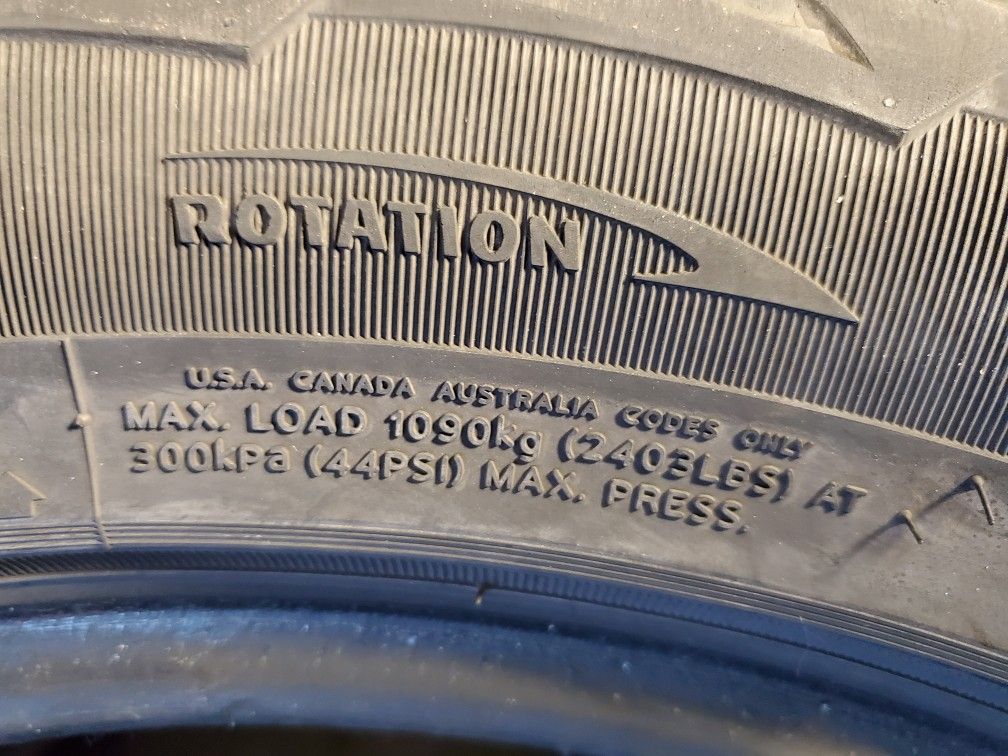 ROTATION
U.S.A. CANADA AUSTRALIA CODES ONLY
MAX. LOAD 1090kg (2403LBS) AT
300kPa (44PSI) MAX. PRESS.